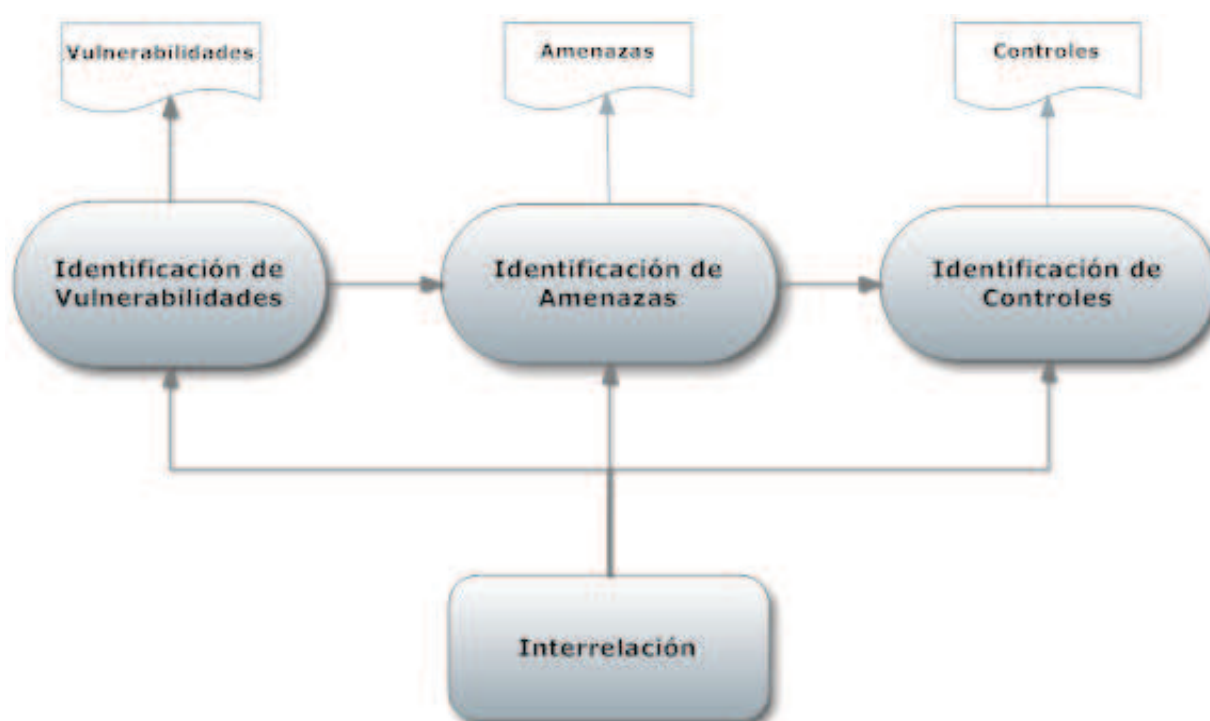 Vulnerabilidades
Amenazas
Controles
Identificación de
Vulnerabilidades
Identificación de
Amenazas
Identificación de
Controles
Interrelación